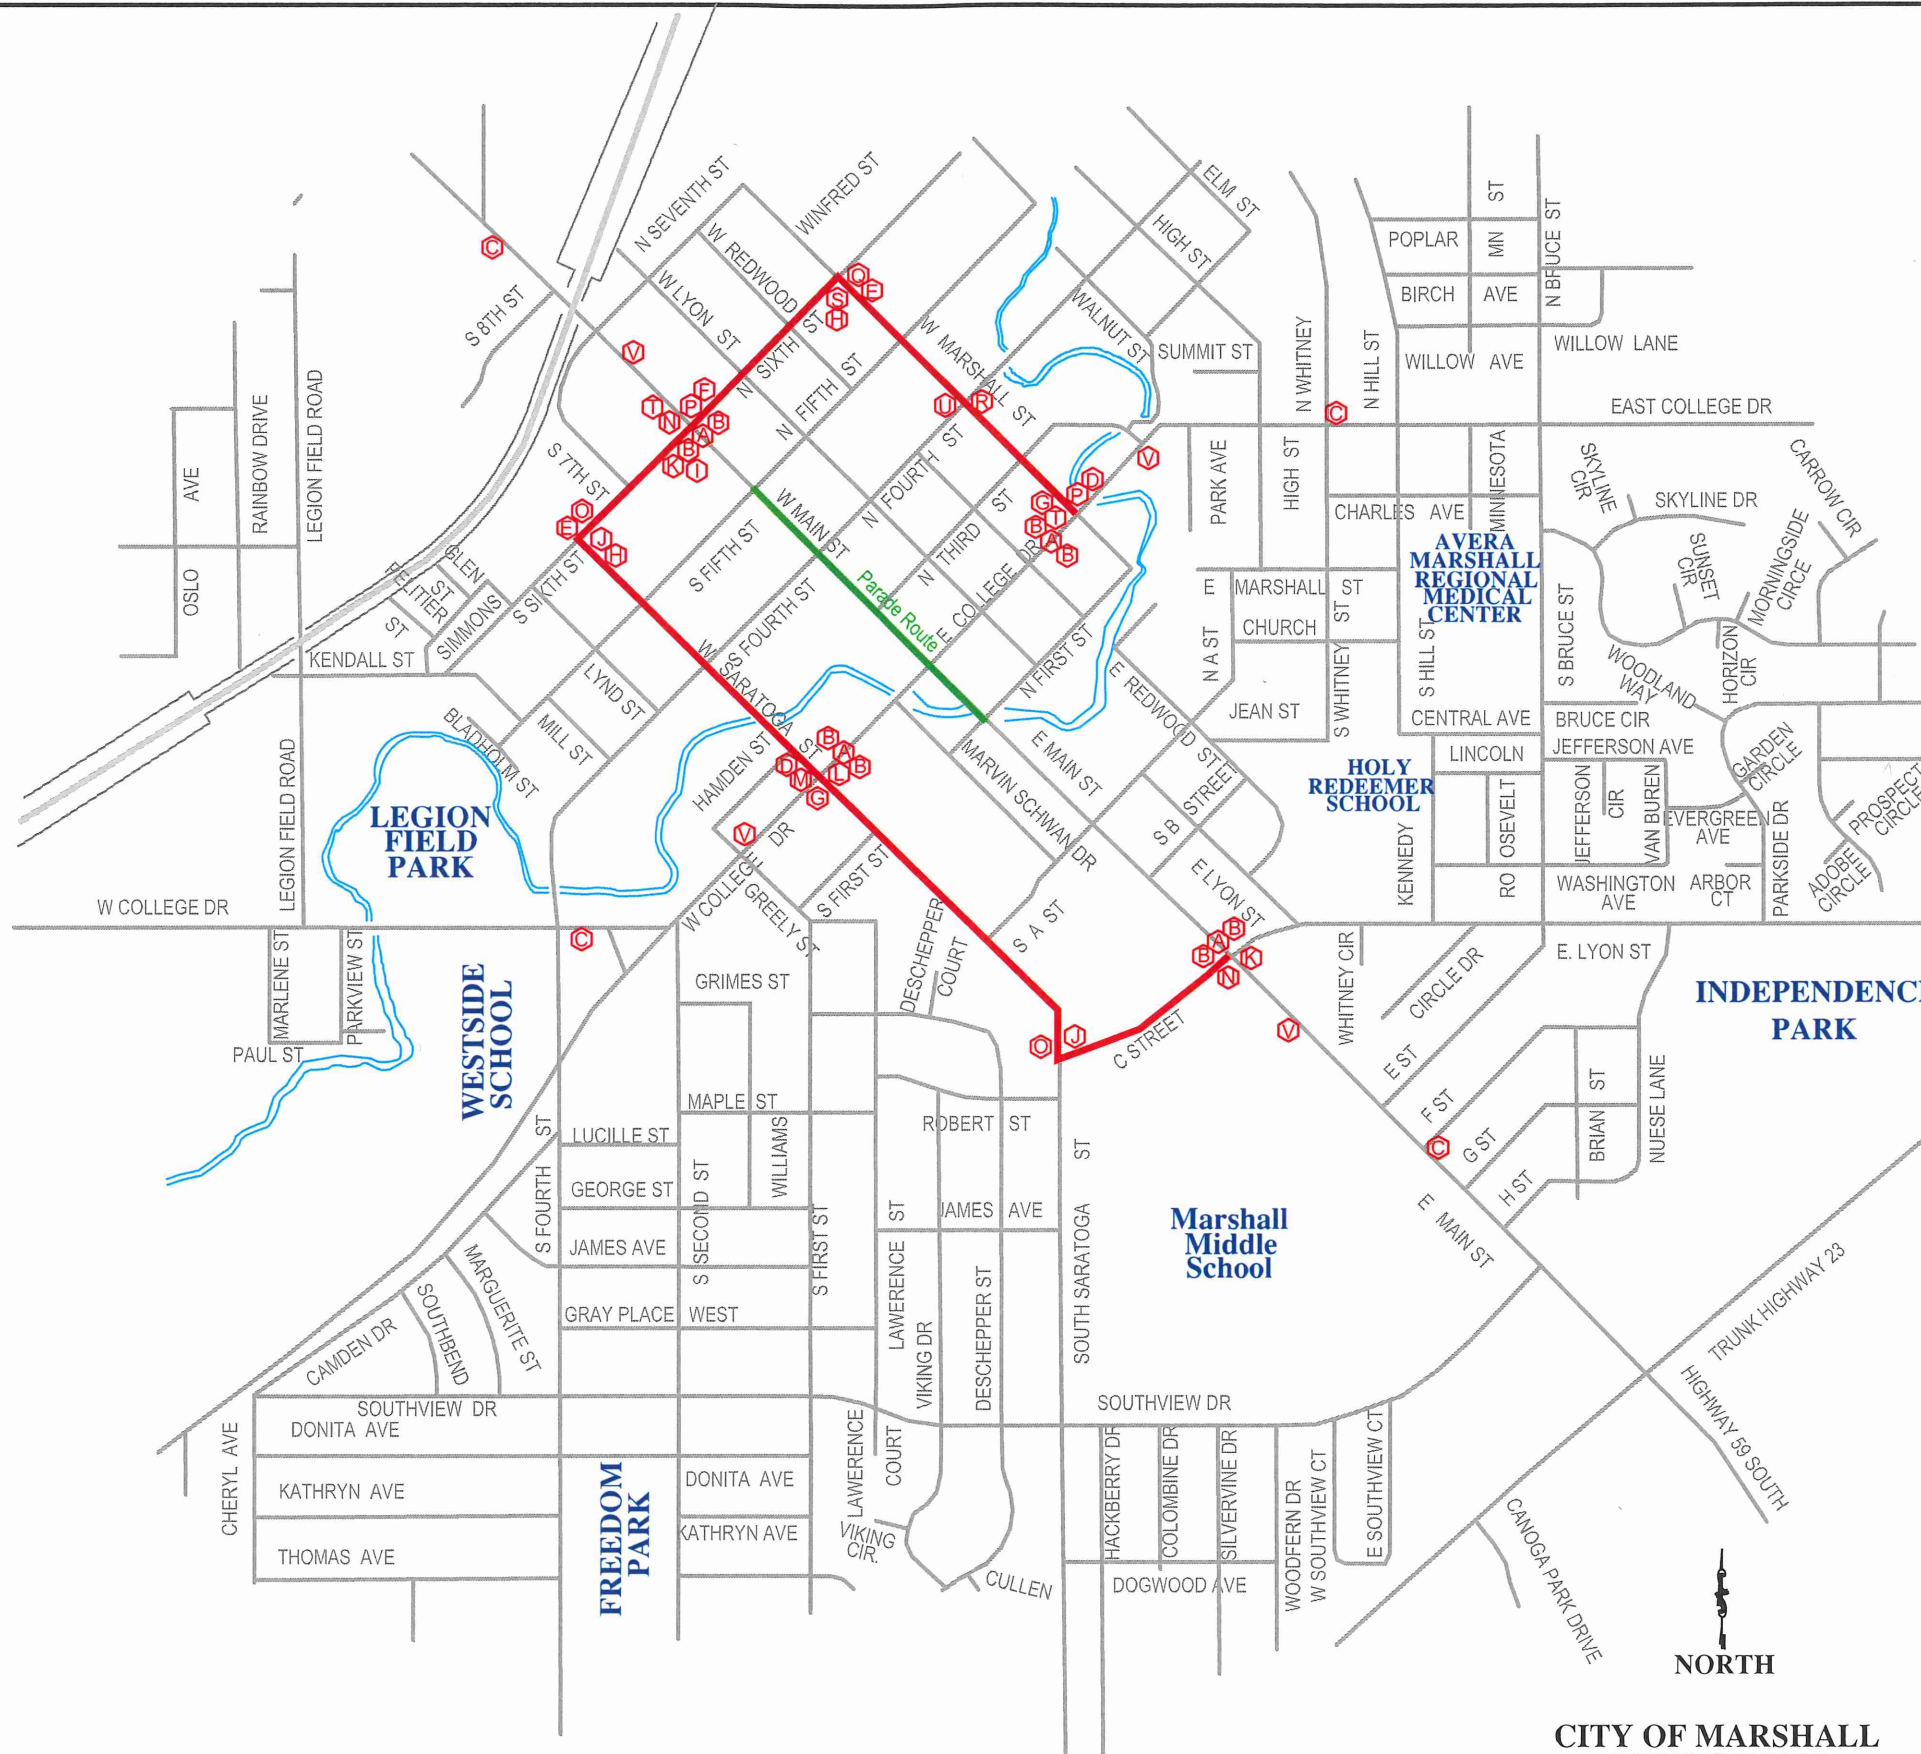 ELM ST
N SEVENTH ST
WINFRED ST
HIGH ST
POPLAR
MN
ST
N BRUCE ST
W REDWOOD
ST
W LYON ST
BIRCH AVE
S 8TH ST
WALNUT ST
SUMMIT ST
N WHITNEY
N HILL ST
WILLOW AVE
WILLOW LANE
N SIXTH
N FIFTH ST
W MARSHALL ST
C
Q
E
S
H
V
F
T
P
N
B
A
B
K
I
U
R
C
EAST COLLEGE DR
RAINBOW DRIVE
LEGION FIELD ROAD
AVE
OSLO
S 7TH ST
N FOURTH ST
V
PARK AVE
HIGH ST
MINNESOTA
SKYLINE CIR
SKYLINE DR
CARROW CIR
CHARLES AVE
W MAIN ST
O
E
J
H
D
P
G
T
B
A
B
N THIRD ST
S FIFTH ST
Parade Route
E COLLEGE DR
GLEN ST
PELITIER ST
SIMMONS
S SIXTH ST
KENDALL ST
AVERA
MARSHALL
REGIONAL
MEDICAL
CENTER
SUNSET CIR
MORNINGSIDE CIRCE
E MARSHALL ST
CHURCH
ST
S FOURTH ST
N FIRST ST
N A ST
S WHITNEY
S HILL ST
S BRUCE ST
WOODLAND WAY
HORIZON CIR
W SARATOGA ST
LYND ST
MILL ST
BLADHOLM ST
E REDWOOD ST
JEAN ST
CENTRAL AVE
BRUCE CIR
LINCOLN
JEFFERSON AVE
GARDEN CIRCLE
HAMDEN ST
B
A
D
M
L
B
G
E MAIN ST
MARVIN SCHWAN DR
S B STREET
HOLY
REDEEMER
SCHOOL
KENNEDY
RO OSEVELT
JEFFERSON CIR
VAN BUREN
EVERGREEN
AVE
PARKSIDE DR
PROSPECT CIRCLE
ADOBE CIRCLE
LEGION
FIELD
PARK
LEGION FIELD ROAD
V
W COLLEGE DR
S FIRST ST
GREELY ST
E LYON ST
WASHINGTON
AVE
ARBOR
CT
W COLLEGE DR
C
DESCHEPPER COURT
S A ST
B
A
B
K
N
WHITNEY CIR
CIRCLE DR
E. LYON ST
MARLENE ST
PARKVIEW ST
GRIMES ST
INDEPENDENCE
PARK
PAUL ST
WESTSIDE
SCHOOL
O
J
C STREET
V
E ST
F ST
G ST
H ST
BRIAN ST
NUESE LANE
C
MAPLE ST
ROBERT ST
LUCILLE ST
WILLIAMS
ST
GEORGE ST
S FOURTH ST
S SECOND ST
S FIRST ST
LAWERENCE ST
JAMES AVE
JAMES AVE
SOUTH SARATOGA
Marshall
Middle
School
E MAIN ST
MARGUERITE ST
SOUTHBEND
CAMDEN DR
GRAY PLACE WEST
VIKING DR
DESCHEPPER ST
TRUNK HIGHWAY 23
HIGHWAY 59 SOUTH
SOUTHVIEW DR
SOUTHVIEW DR
DONITA AVE
CHERYL AVE
KATHRYN AVE
THOMAS AVE
FREEDOM
PARK
DONITA AVE
KATHRYN AVE
LAWERENCE COURT
VIKING
CIR.
CULLEN
HACKBERRY DR
COLOMBINE DR
SILVERVINE DR
WOODFERN DR
W SOUTHVIEW CT
E SOUTHVIEW CT
DOGWOOD AVE
CANOGA PARK DRIVE
NORTH
CITY OF MARSHALL